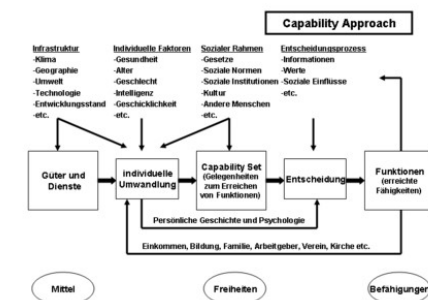 Capability Approach
Infrastruktur
-Klima
-Geographie
-Umwelt
-Technologie
-Entwicklungsstand
-etc.
Individuelle Faktoren
-Gesundheit
-Alter
-Geschlecht
-Intelligenz
-Geschicklichkeit
-etc.
Sozialer Rahmen
-Gesetze
-Soziale Normen
-Soziale Institutionen
-Kultur
-Andere Menschen
-etc.
Entscheidungsprozess
-Informationen
-Werte
-Soziale Einflüsse
-etc.
Güter und
Dienste
individuelle
Umwandlung
Capability Set
(Gelegenheiten
zum Erreichen
von Funktionen)
Entscheidung
Funktionen
(erreichte
Fähigkeiten)
Persönliche Geschichte und Psychologie
Einkommen, Bildung, Familie, Arbeitgeber, Verein, Kirche etc.
Mittel
Freiheiten
Befähigungen